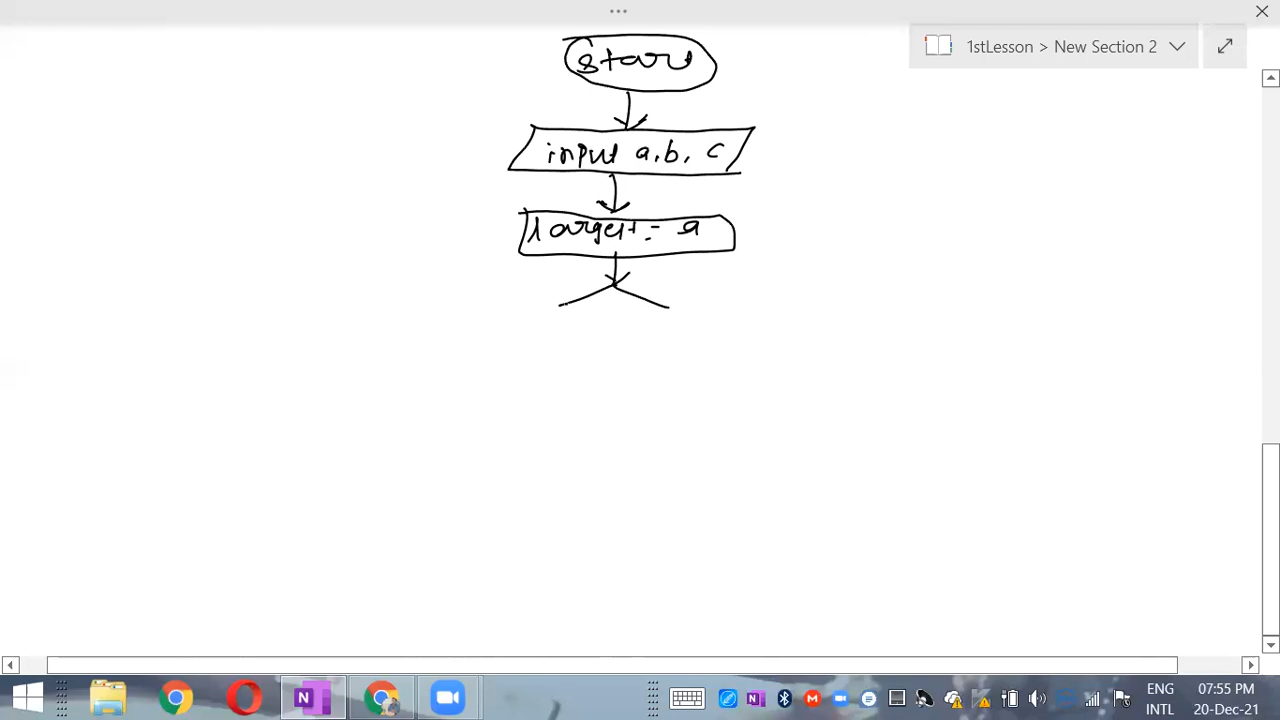 1stLesson > New Section 2
Start
input a, b, c
largest = a
ENG
INTL
07:55 PM
20-Dec-21